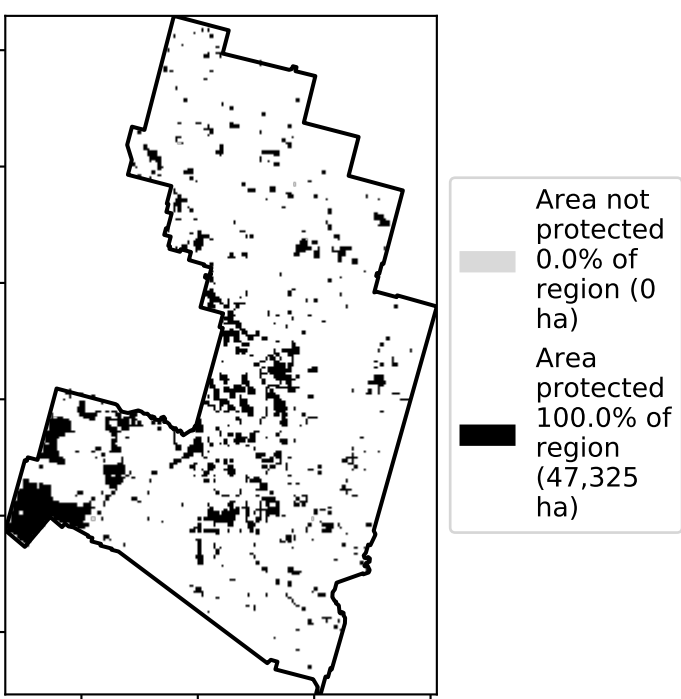 Area not
protected
0.0% of
region (0
ha)
Area
protected
100.0% of
region
(47,325
ha)